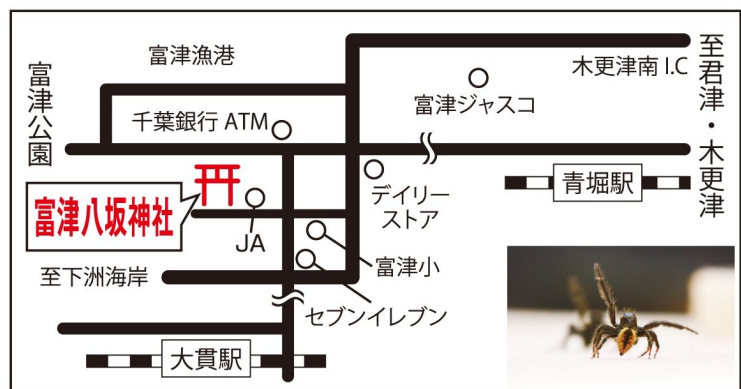 富津漁港
木更津南 I.C
至君津・木更津
富津公園
富津ジャスコ
千葉銀行 ATM
青堀駅
デイリー
ストア
富津八坂神社
JA
富津小
至下洲海岸
セブンイレブン
大貫駅